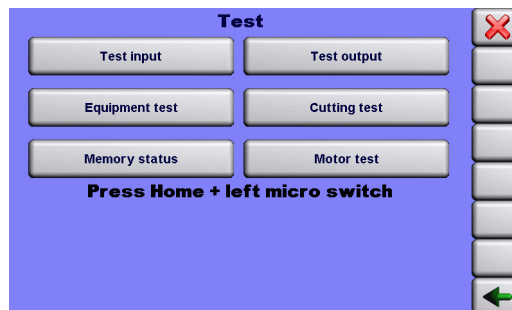 Test
Test input
Test output
Equipment test
Cutting test
Memory status
Motor test
Press Home + left micro switch